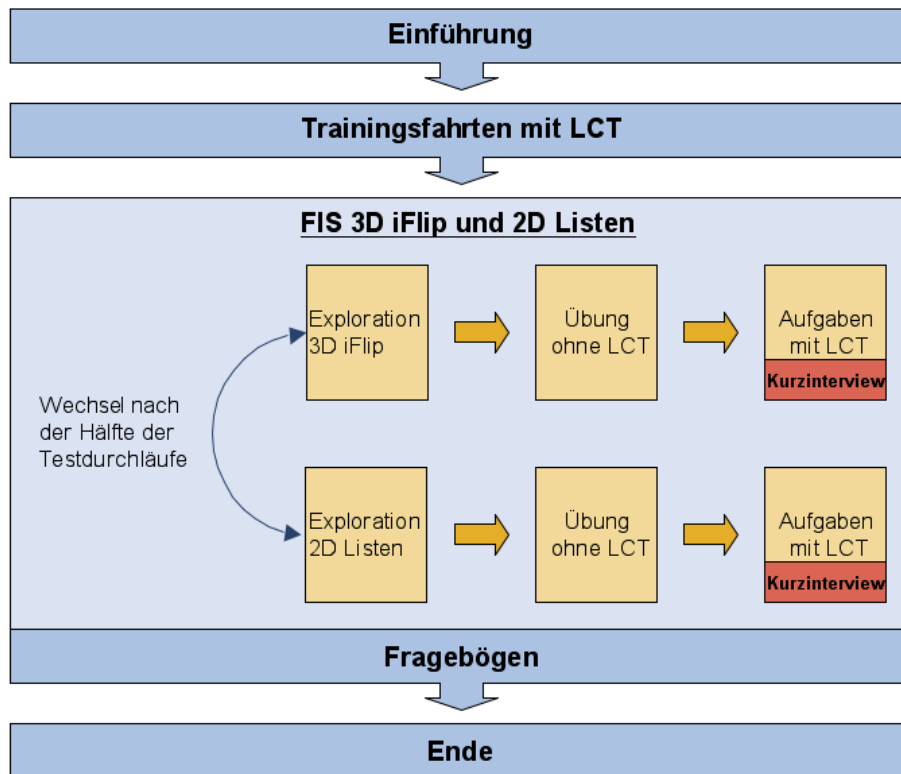 Einführung
Trainingsfahrten mit LCT
FIS 3D iFlip und 2D Listen
Exploration
3D iFlip
Übung
ohne LCT
Aufgaben
mit LCT
Kurzinterview
Wechsel nach
der Hälfte der
Testdurchläufe
Exploration
2D Listen
Übung
ohne LCT
Aufgaben
mit LCT
Kurzinterview
Fragebögen
Ende